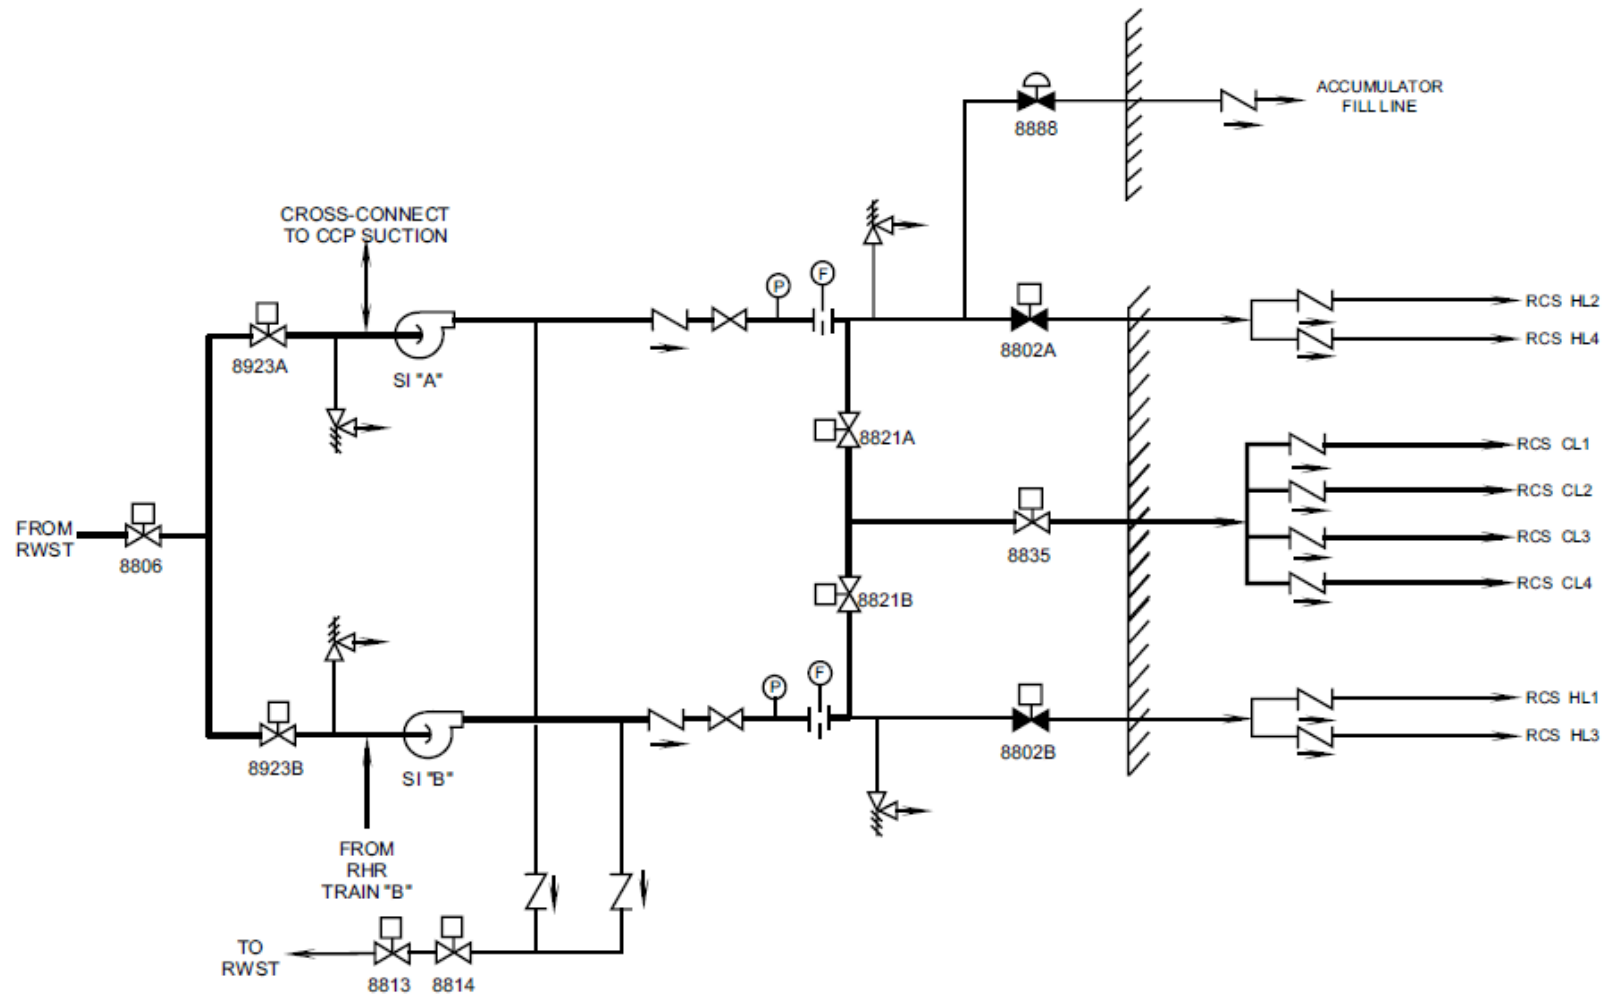 ACCUMULATOR
FILL LINE
8888
CROSS-CONNECT
TO CCP SUCTION
P
F
RCS HL2
RCS HL4
8923A
SI "A"
8802A
8821A
RCS CL1
RCS CL2
RCS CL3
RCS CL4
FROM
RWST
8806
8835
8821B
P
F
RCS HL1
RCS HL3
8923B
SI "B"
8802B
FROM
RHR
TRAIN "B"
TO
RWST
8813
8814